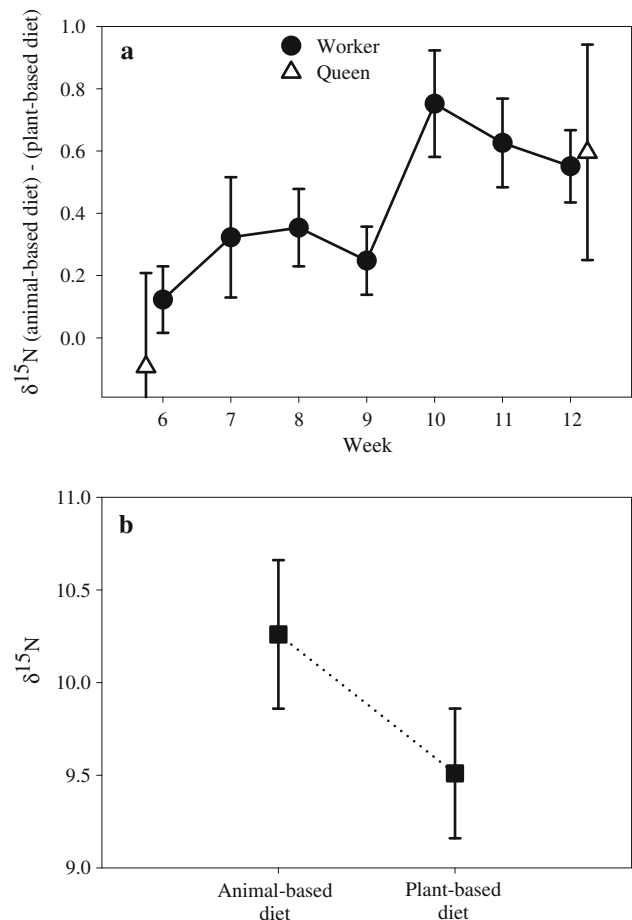 a
Worker
Queen
δ15N (animal-based diet) - (plant-based diet)
1.0
0.8
0.6
0.4
0.2
0.0
6 7 8 9 10 11 12
Week
b
δ15N
11.0
10.5
10.0
9.5
9.0
Animal-based Plant-based
diet diet